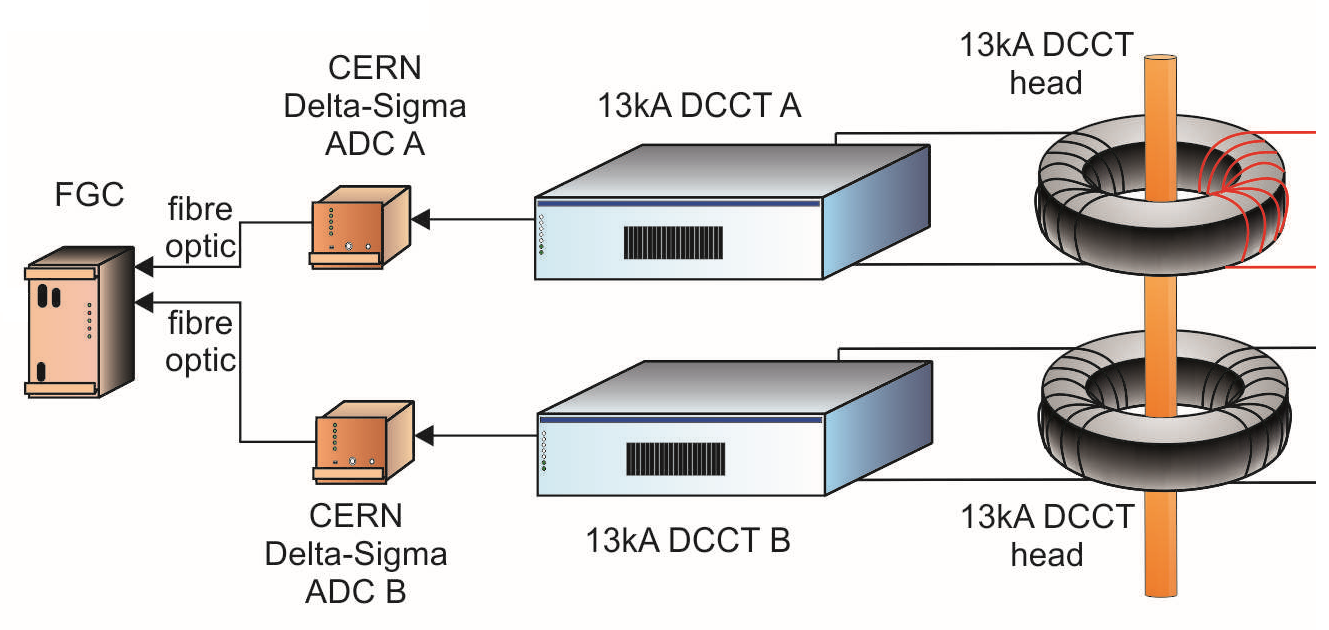 13kA DCCT
head
CERN
Delta-Sigma
ADC A
13kA DCCT A
FGC
fibre
optic
fibre
optic
CERN
Delta-Sigma
ADC B
13kA DCCT B
13kA DCCT
head